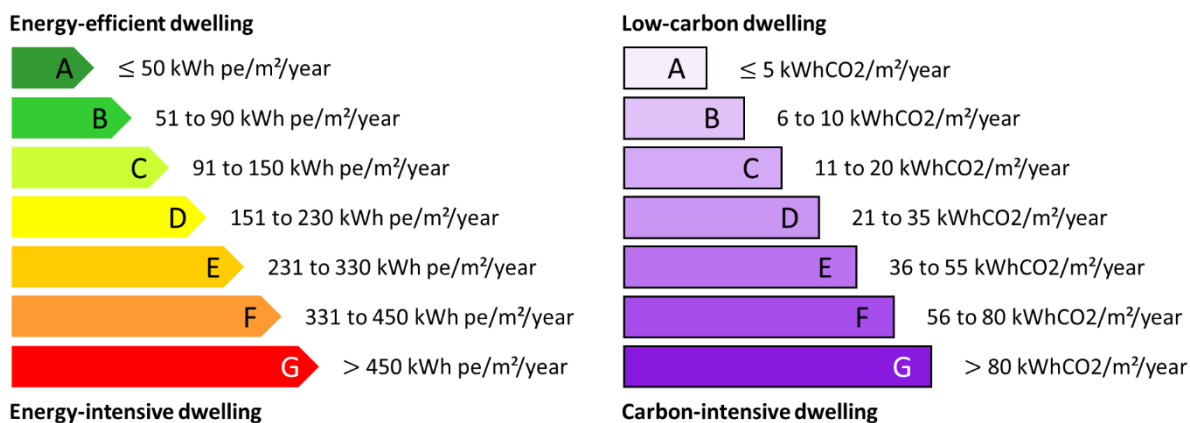 Energy-efficient dwelling
A ≤ 50 kWh pe/m²/year
B 51 to 90 kWh pe/m²/year
C 91 to 150 kWh pe/m²/year
D 151 to 230 kWh pe/m²/year
E 231 to 330 kWh pe/m²/year
F 331 to 450 kWh pe/m²/year
G > 450 kWh pe/m²/year
Energy-intensive dwelling
Low-carbon dwelling
A ≤ 5 kWhCO2/m²/year
B 6 to 10 kWhCO2/m²/year
C 11 to 20 kWhCO2/m²/year
D 21 to 35 kWhCO2/m²/year
E 36 to 55 kWhCO2/m²/year
F 56 to 80 kWhCO2/m²/year
G > 80 kWhCO2/m²/year
Carbon-intensive dwelling